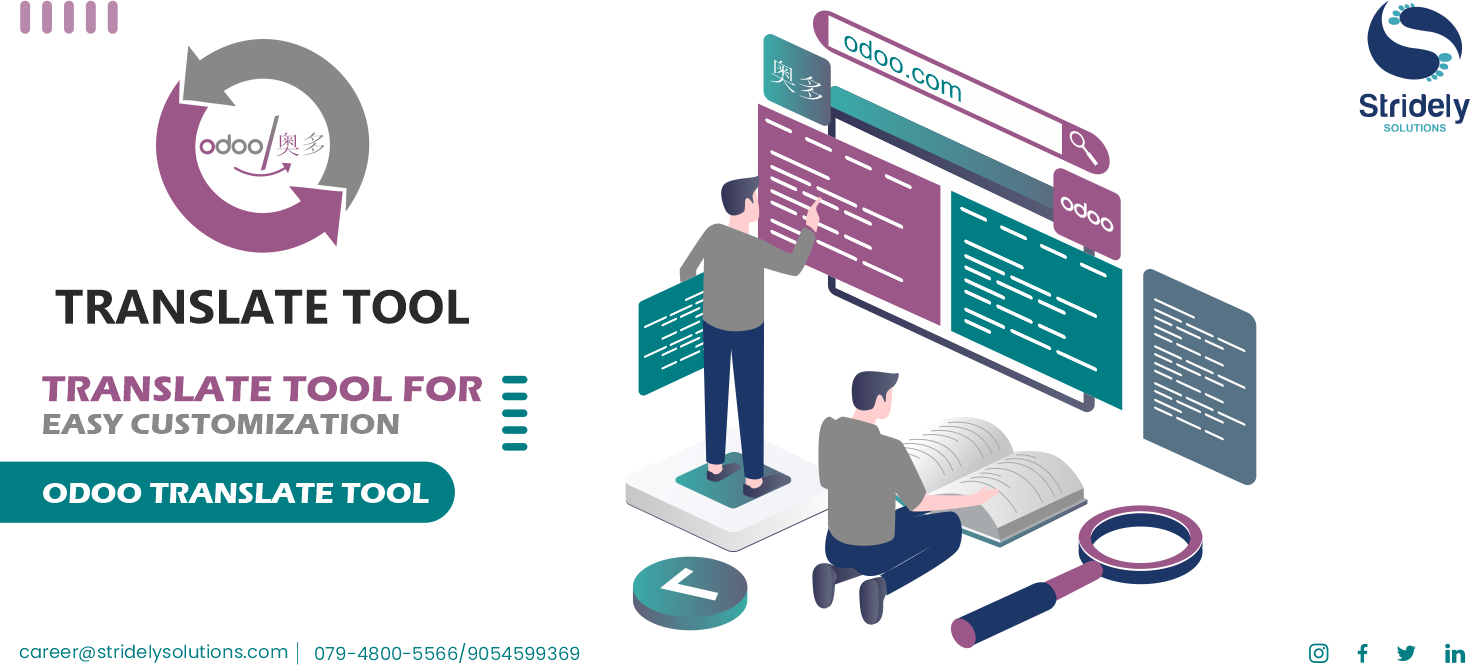 odoo/奥多
TRANSLATE TOOL
TRANSLATE TOOL FOR
EASY CUSTOMIZATION
ODOO TRANSLATE TOOL
odoo.com
奥多
odoo
Stridely
SOLUTIONS
career@stridelysolutions.com | 079-4800-5566/9054599369